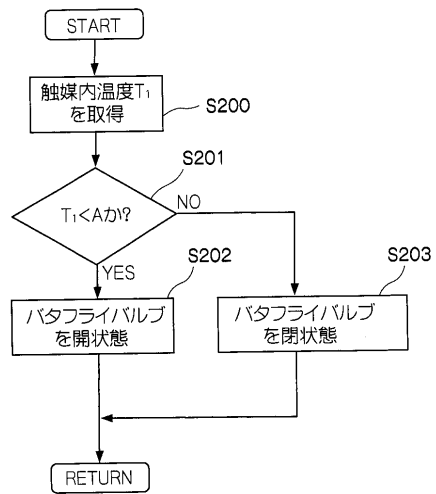 START
触媒内温度T₁
を取得
S200
S201
T₁<Aか?
NO
YES
S202
S203
バタフライバルブ
を開状態
バタフライバルブ
を閉状態
RETURN